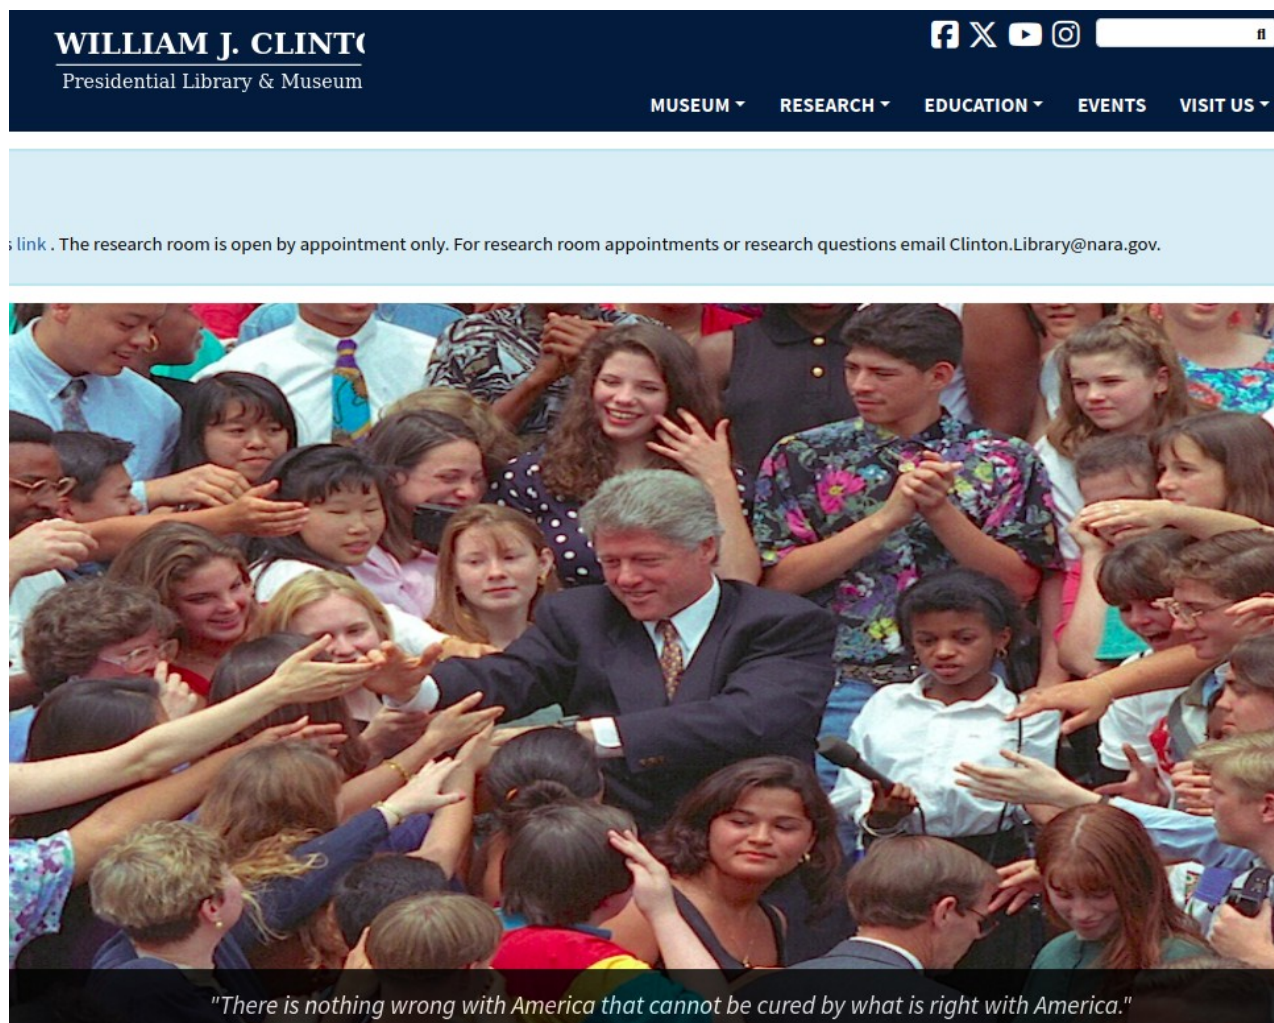 WILLIAM J. CLINT
Presidential Library & Museum
MUSEUM RESEARCH EDUCATION EVENTS VISIT US
link . The research room is open by appointment only. For research room appointments or research questions email Clinton.Library@nara.gov.
"There is nothing wrong with America that cannot be cured by what is right with America."